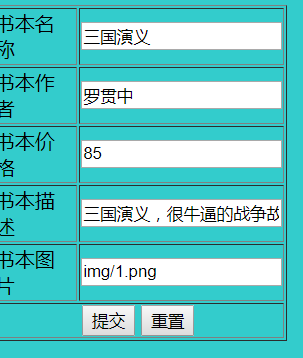 书本名
称
三国演义
书本作
者
罗贯中
书本价
格
85
书本描
述
三国演义，很牛逼的战争故
书本图
片
img/1.png
提交 重置